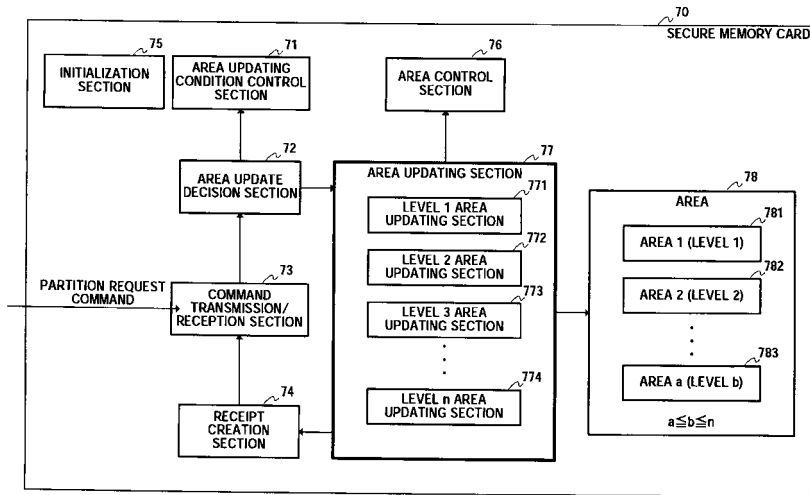 70
SECURE MEMORY CARD
75
INITIALIZATION
SECTION
71
AREA UPDATING
CONDITION CONTROL
SECTION
76
AREA CONTROL
SECTION
72
AREA UPDATE
DECISION SECTION
77
AREA UPDATING SECTION
771
LEVEL 1 AREA
UPDATING SECTION
772
LEVEL 2 AREA
UPDATING SECTION
773
LEVEL 3 AREA
UPDATING SECTION
774
LEVEL n AREA
UPDATING SECTION
78
AREA
781
AREA 1 (LEVEL 1)
782
AREA 2 (LEVEL 2)
783
AREA a (LEVEL b)
a≦b≦n
PARTITION REQUEST
COMMAND
73
COMMAND
TRANSMISSION/
RECEPTION SECTION
74
RECEIPT
CREATION
SECTION